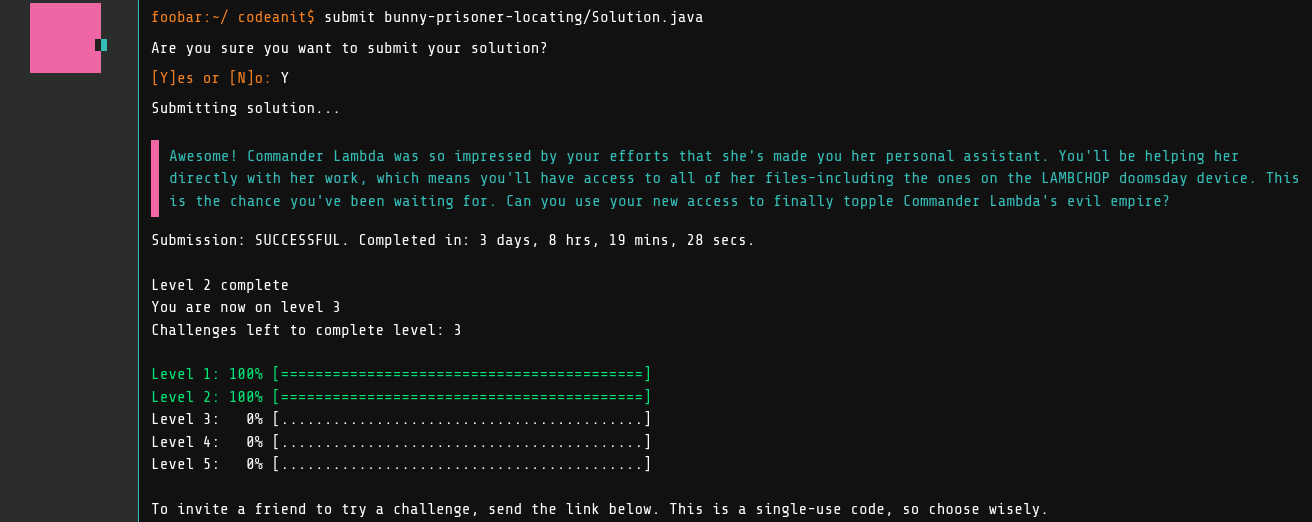 foobar:~/ codeanit$ submit bunny-prisoner-locating/Solution.java
Are you sure you want to submit your solution?
[Y]es or [N]o: Y
Submitting solution...
Awesome! Commander Lambda was so impressed by your efforts that she's made you her personal assistant. You'll be helping her
directly with her work, which means you'll have access to all of her files-including the ones on the LAMBCHOP doomsday device. This
is the chance you've been waiting for. Can you use your new access to finally topple Commander Lambda's evil empire?
Submission: SUCCESSFUL. Completed in: 3 days, 8 hrs, 19 mins, 28 secs.
Level 2 complete
You are now on level 3
Challenges left to complete level: 3
Level 1: 100% [==========================================]
Level 2: 100% [==========================================]
Level 3:   0% [..........................................]
Level 4:   0% [..........................................]
Level 5:   0% [..........................................]
To invite a friend to try a challenge, send the link below. This is a single-use code, so choose wisely.